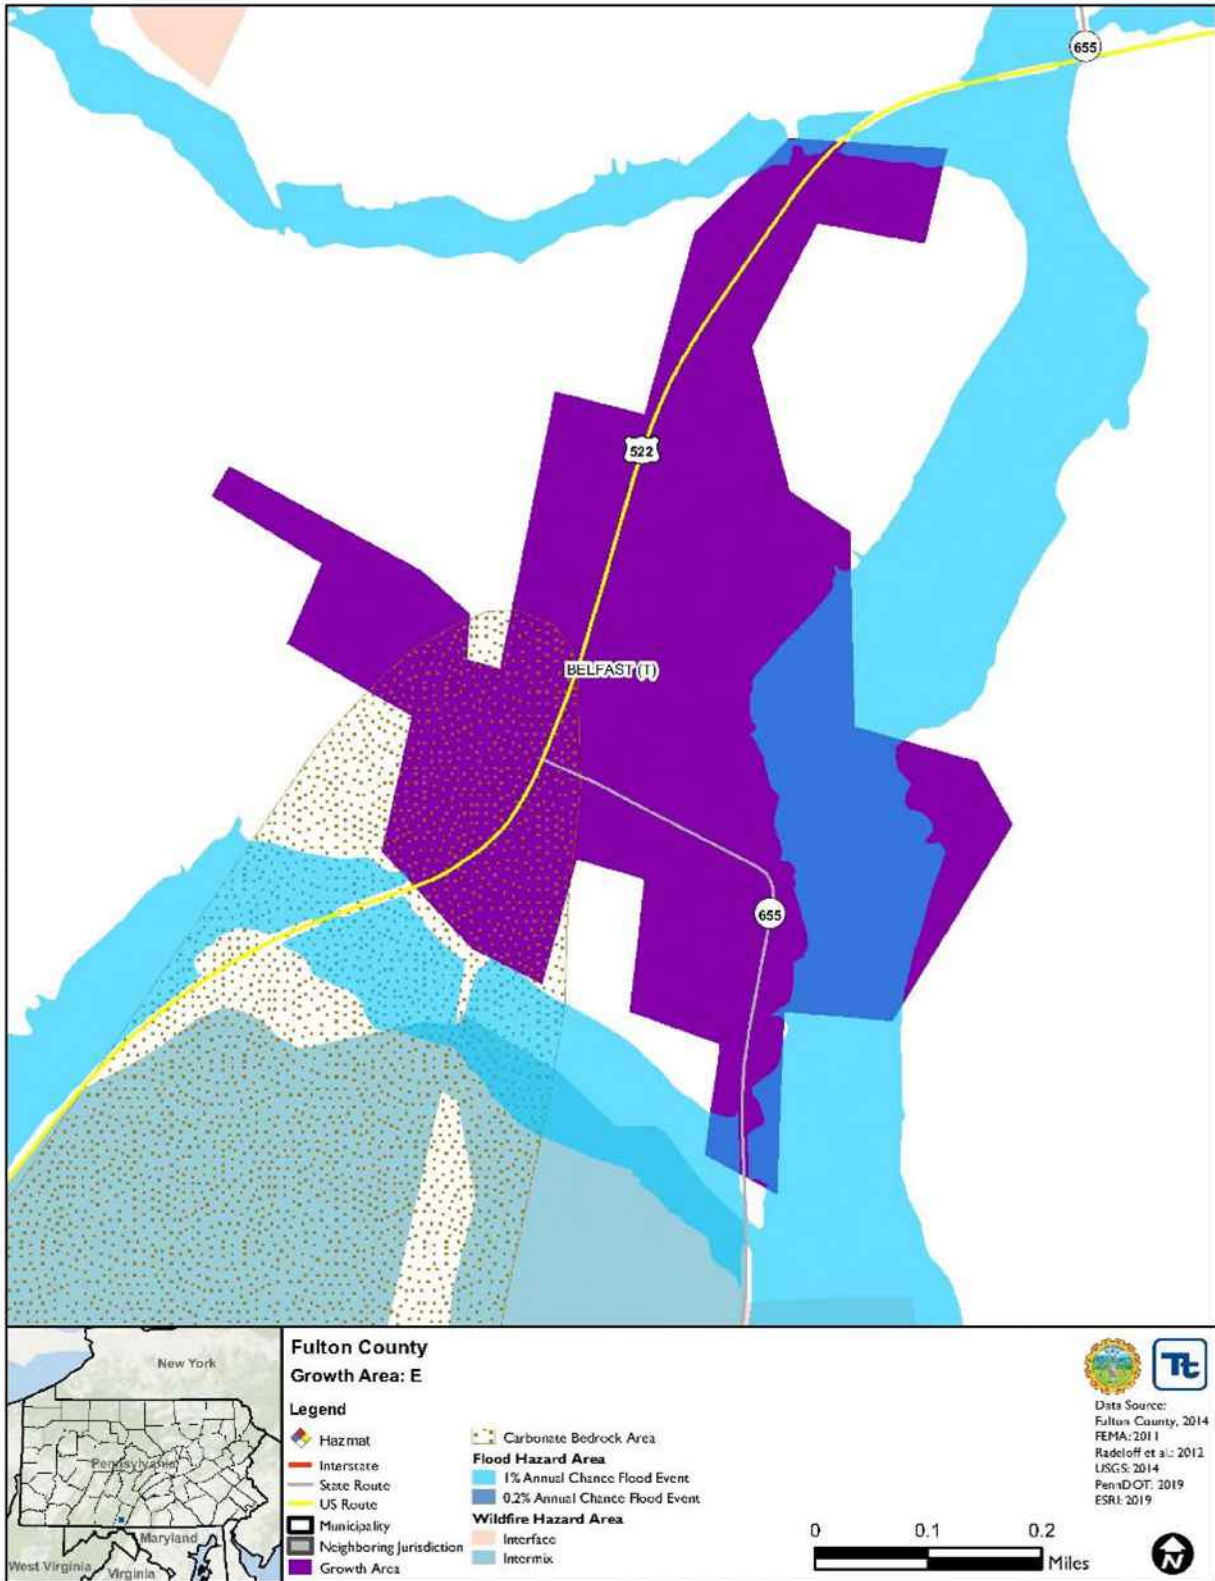 655
522
BELFAST (T)
655
New York
Pennsylvania
Maryland
West Virginia
Virginia
Fulton County
Growth Area: E
Legend
Hazmat
Interstate
State Route
US Route
Municipality
Neighboring Jurisdiction
Growth Area
Carbonate Bedrock Area
Flood Hazard Area
1% Annual Chance Flood Event
0.2% Annual Chance Flood Event
Wildfire Hazard Area
Interface
Intermix
Tt
Data Source:
Fulton County, 2014
FEMA: 2011
Radeloff et al.: 2012
USGS: 2014
PennDOT: 2019
ESRI: 2019
0 0.1 0.2
Miles
N